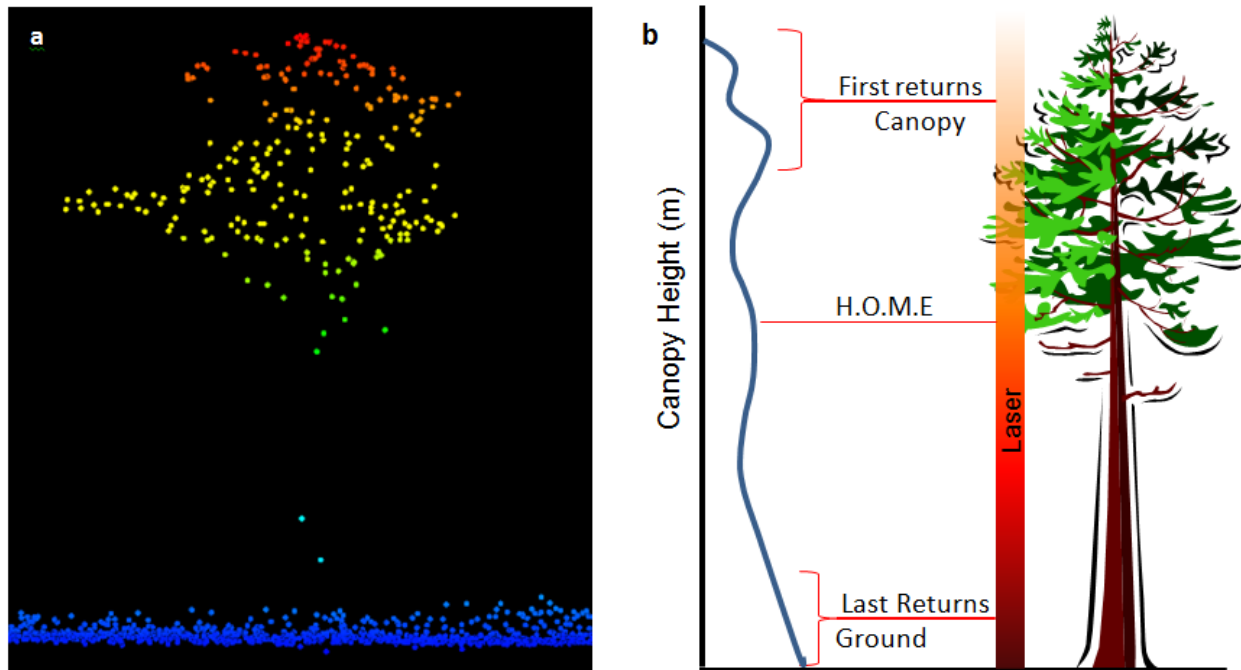 a
b
Canopy Height (m)
First returns
Canopy
H.O.M.E
Laser
Last Returns
Ground